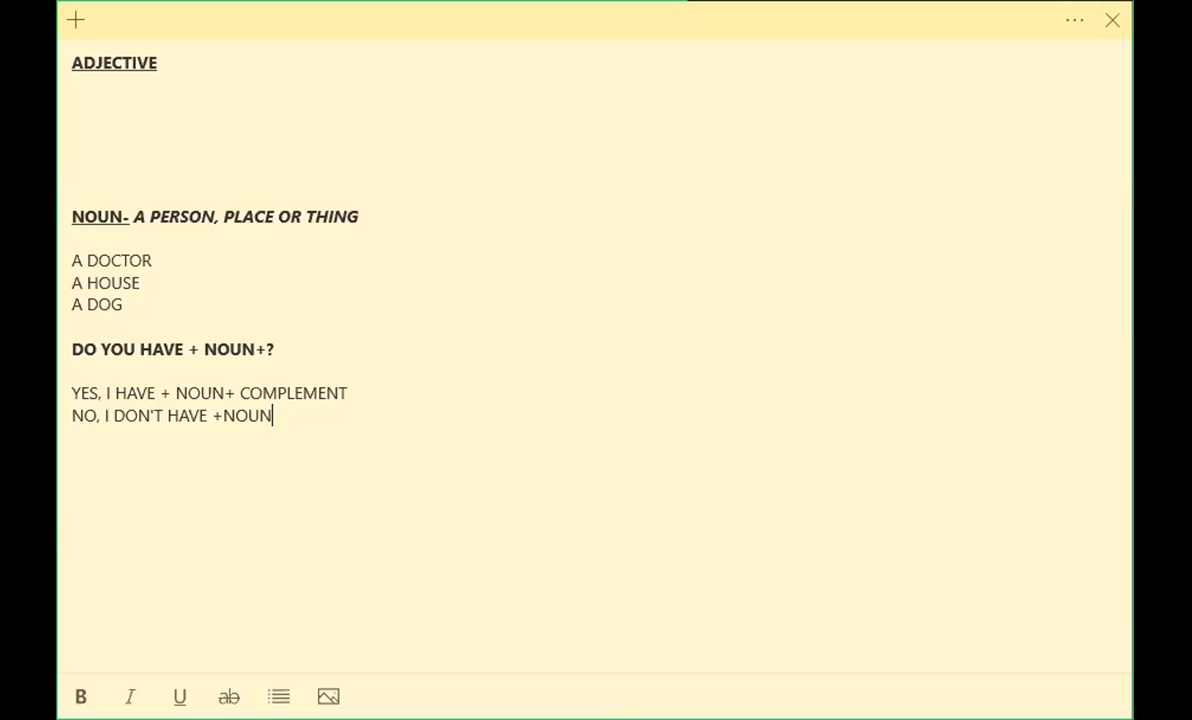 ADJECTIVE
NOUN- A PERSON, PLACE OR THING
A DOCTOR
A HOUSE
A DOG
DO YOU HAVE + NOUN+?
YES, I HAVE + NOUN+ COMPLEMENT
NO, I DON'T HAVE +NOUN
B I U ab